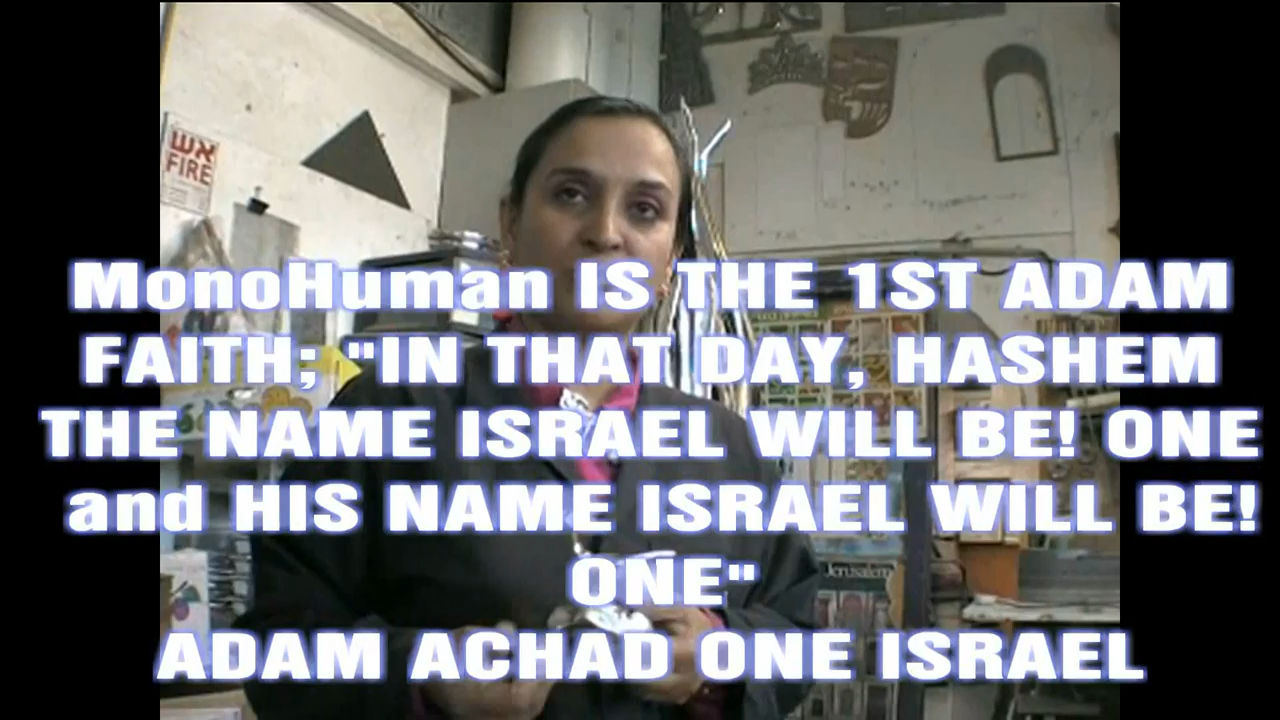 אש
FIRE
MonoHuman IS THE 1ST ADAM
FAITH; "IN THAT DAY, HASHEM
THE NAME ISRAEL WILL BE! ONE
and HIS NAME ISRAEL WILL BE!
ONE"
Jerusalem
ADAM ACHAD ONE ISRAEL